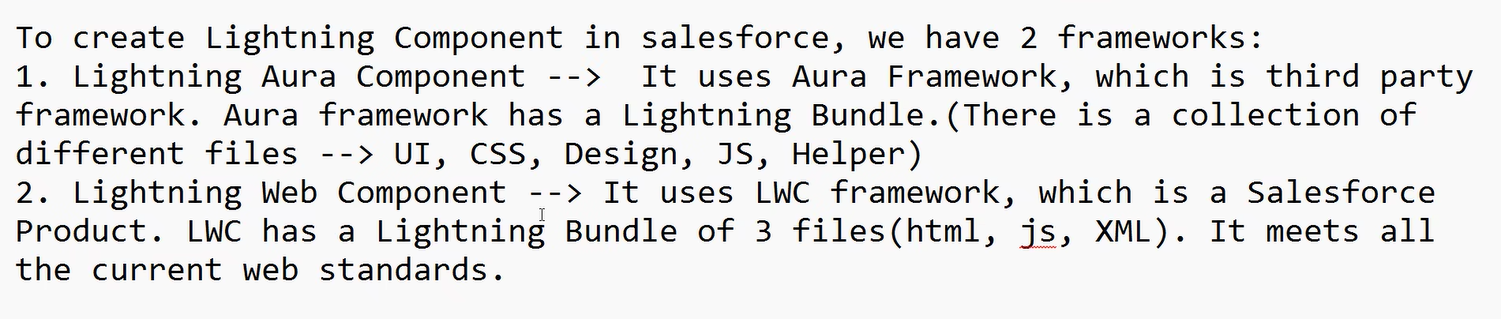 To create Lightning Component in salesforce, we have 2 frameworks:
1. Lightning Aura Component -->  It uses Aura Framework, which is third party
framework. Aura framework has a Lightning Bundle.(There is a collection of
different files --> UI, CSS, Design, JS, Helper)
2. Lightning Web Component --> It uses LWC framework, which is a Salesforce
Product. LWC has a Lightning Bundle of 3 files(html, js, XML). It meets all
the current web standards.